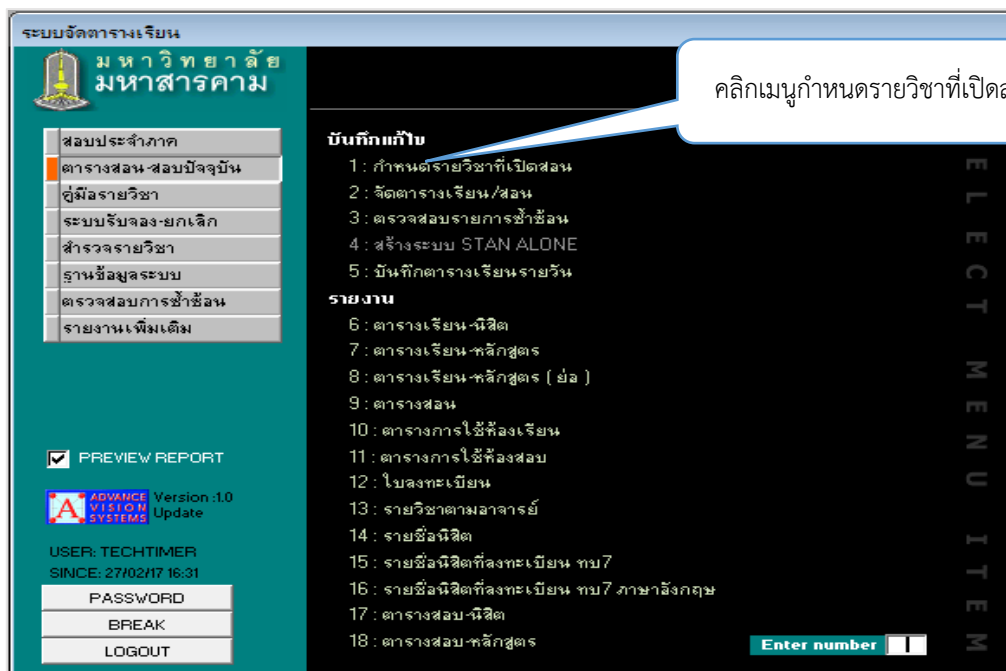 ระบบจัดตารางเรียน
มหาวิทยาลัย
มหาสารคาม
คลิกเมนูกำหนดรายวิชาที่เปิดส
สอบประจำภาค
ตารางสอน-สอบปัจจุบัน
คู่มือรายวิชา
ระบบรับจอง-ยกเลิก
สำรวจรายวิชา
ฐานข้อมูลระบบ
ตรวจสอบการซ้ำซ้อน
รายงานเพิ่มเติม
PREVIEW REPORT
A ADVANCE VISION SYSTEMS
Version :1.0
Update
USER: TECHTIMER
SINCE: 27/02/17 16:31
PASSWORD
BREAK
LOGOUT
บันทึกแก้ไข
1 : กำหนดรายวิชาที่เปิดสอน
2 : จัดตารางเรียน/สอน
3 : ตรวจสอบรายการซ้ำซ้อน
4 : สร้างระบบ STAN ALONE
5 : บันทึกตารางเรียนรายวัน
รายงาน
6 : ตารางเรียน-นิสิต
7 : ตารางเรียน-หลักสูตร
8 : ตารางเรียน-หลักสูตร ( ย่อ )
9 : ตารางสอน
10 : ตารางการใช้ห้องเรียน
11 : ตารางการใช้ห้องสอบ
12 : ใบลงทะเบียน
13 : รายวิชาตามอาจารย์
14 : รายชื่อนิสิต
15 : รายชื่อนิสิตที่ลงทะเบียน ทบ7
16 : รายชื่อนิสิตที่ลงทะเบียน ทบ7 ภาษาอังกฤษ
17 : ตารางสอบ-นิสิต
18 : ตารางสอบ-หลักสูตร
Enter number
ELECT MENU ITEM